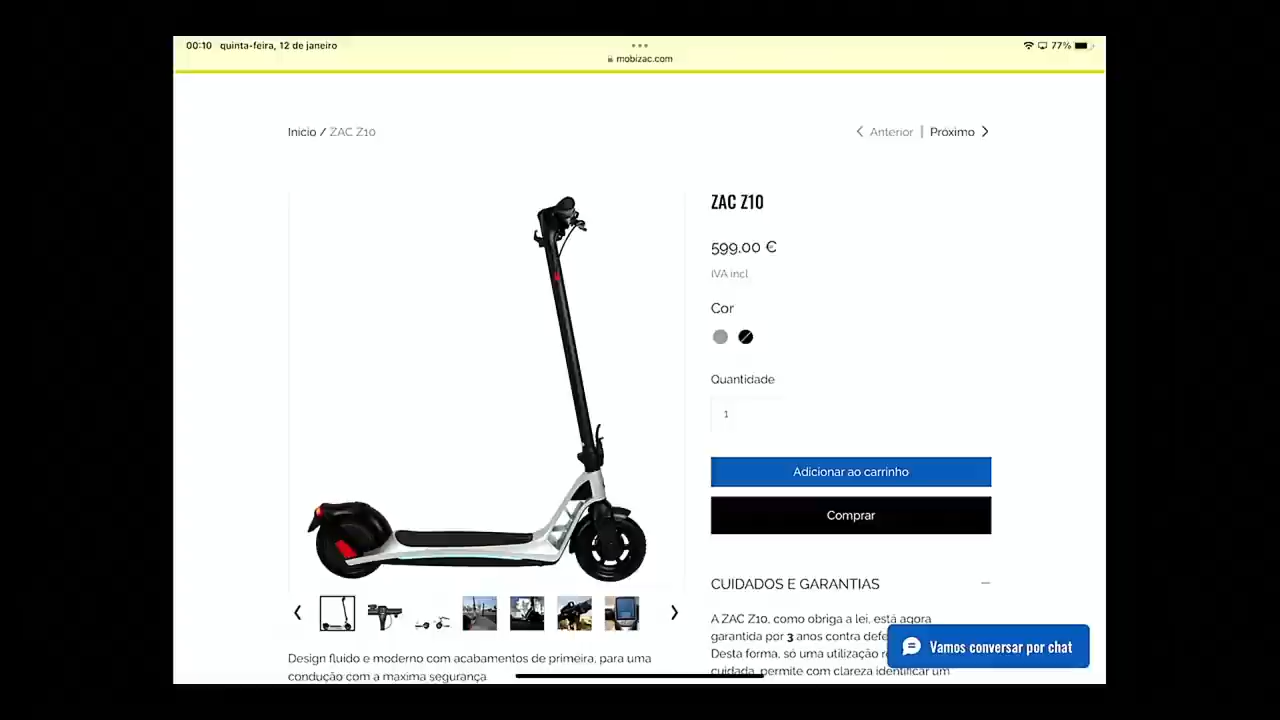 00:10 quinta-feira, 12 de janeiro
77%
mobizac.com
Inicio / ZAC Z10
Anterior | Próximo
ZAC Z10
599,00 €
IVA incl
Cor
Quantidade
1
Adicionar ao carrinho
Comprar
CUIDADOS E GARANTIAS
A ZAC Z10, como obriga a lei, está agora
garantida por 3 anos contra
Desta forma, só uma utilização
cuidada, permite com clareza identificar um
Vamos conversar por chat
Design fluido e moderno com acabamentos de primeira, para uma
condução com a maxima segurança